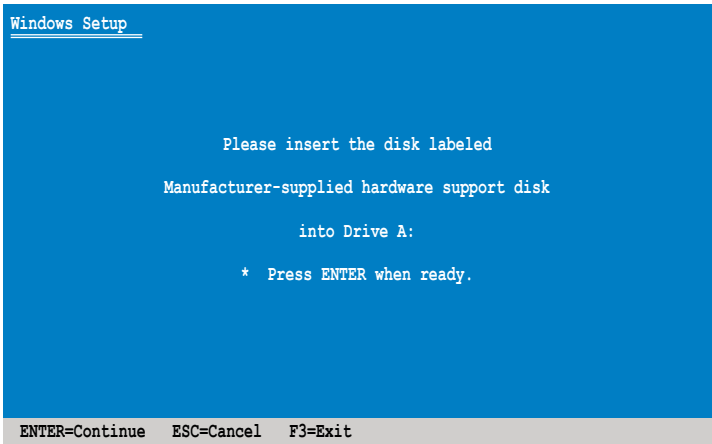 Windows Setup
Please insert the disk labeled
Manufacturer-supplied hardware support disk
into Drive A:
* Press ENTER when ready.
ENTER=Continue ESC=Cancel F3=Exit